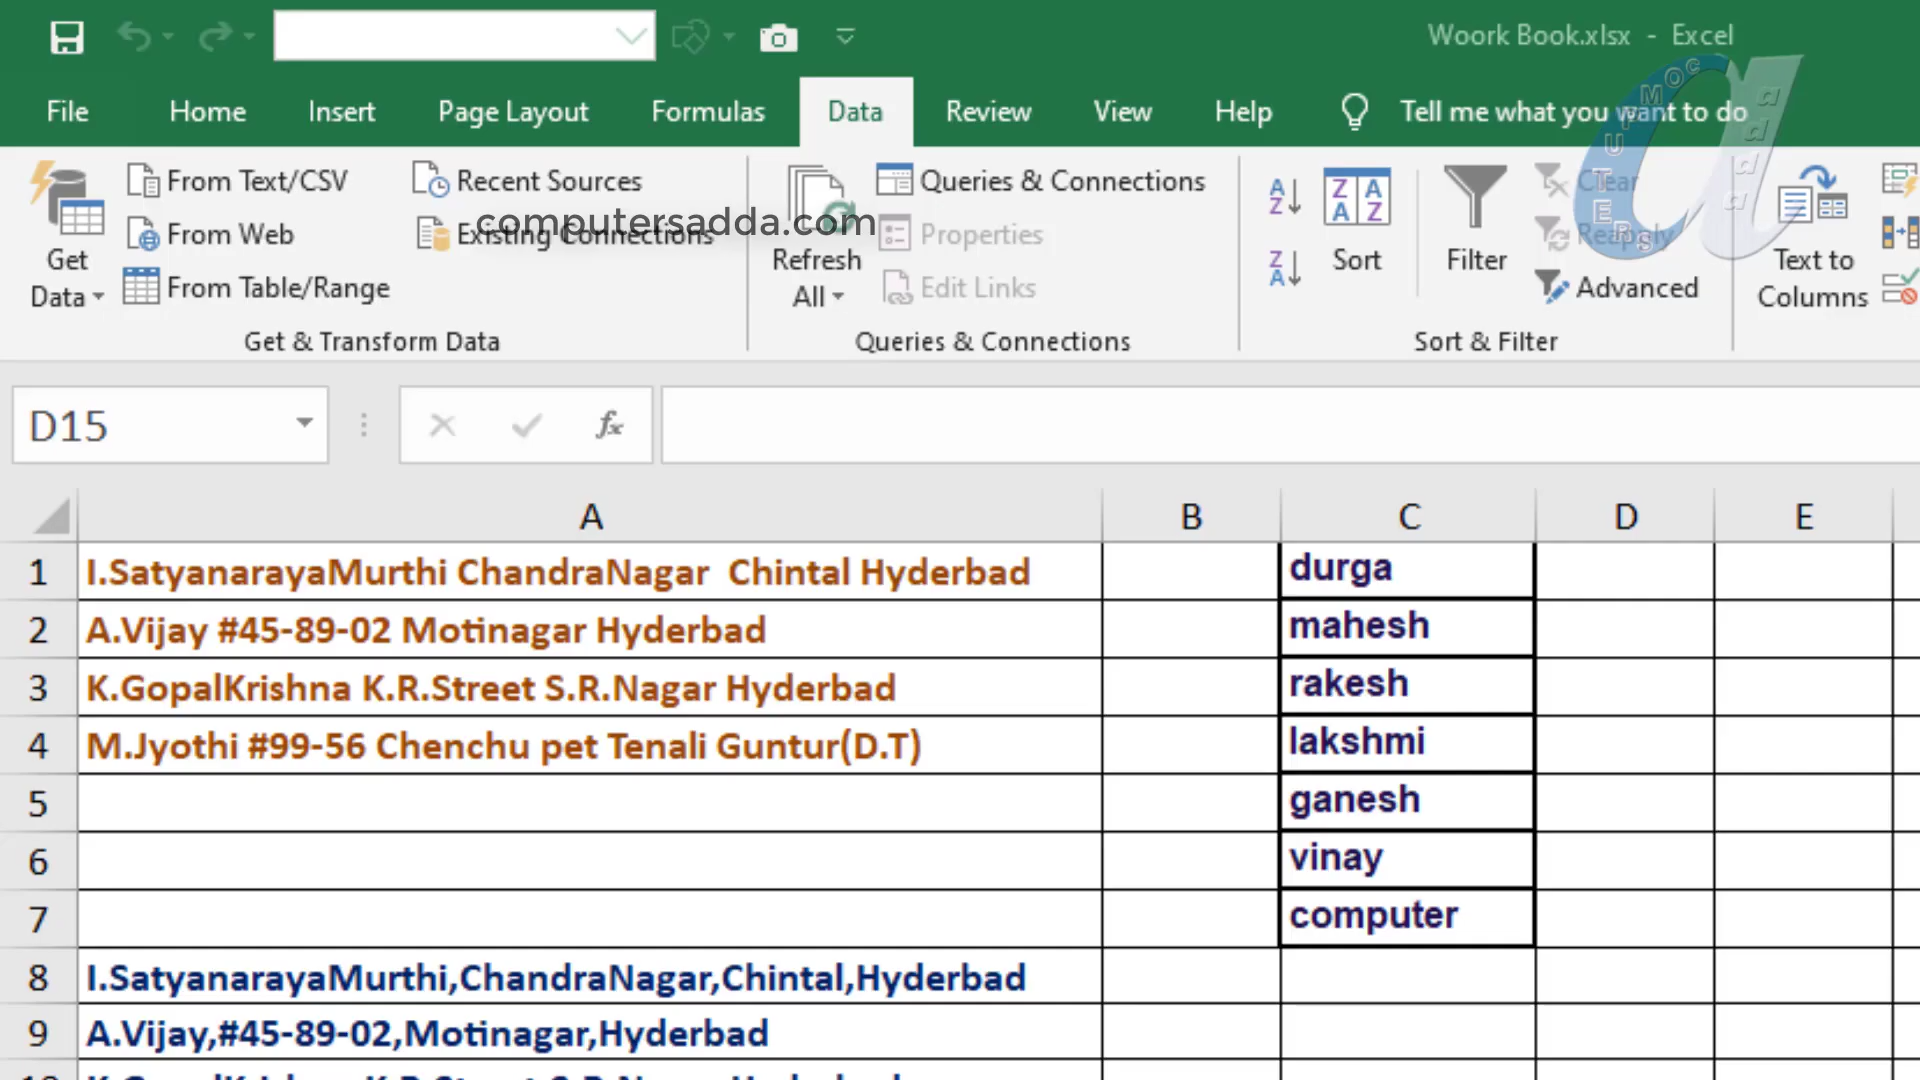 Woork Book.xlsx - Excel
File Home Insert Page Layout Formulas Data Review View Help Tell me what you want to do
From Text/CSV
From Web
From Table/Range
Get
Data
Recent Sources
Existing Connections
Get & Transform Data
computersadda.com
Refresh
All
Queries & Connections
Properties
Edit Links
Queries & Connections
Sort
Filter
Clear
Reapply
Advanced
Sort & Filter
Text to
Columns
COMPUTERS
adda
D15 fx
A B C D E
1 I.SatyanarayaMurthi ChandraNagar  Chintal Hyderbad durga
2 A.Vijay #45-89-02 Motinagar Hyderbad mahesh
3 K.GopalKrishna K.R.Street S.R.Nagar Hyderbad rakesh
4 M.Jyothi #99-56 Chenchu pet Tenali Guntur(D.T) lakshmi
5 ganesh
6 vinay
7 computer
8 I.SatyanarayaMurthi,ChandraNagar,Chintal,Hyderbad
9 A.Vijay,#45-89-02,Motinagar,Hyderbad